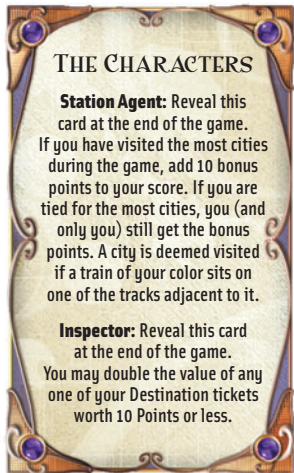 THE CHARACTERS
Station Agent: Reveal this
card at the end of the game.
If you have visited the most cities
during the game, add 10 bonus
points to your score. If you are
tied for the most cities, you (and
only you) still get the bonus
points. A city is deemed visited
if a train of your color sits on
one of the tracks adjacent to it.
Inspector: Reveal this card
at the end of the game.
You may double the value of any
one of your Destination tickets
worth 10 Points or less.